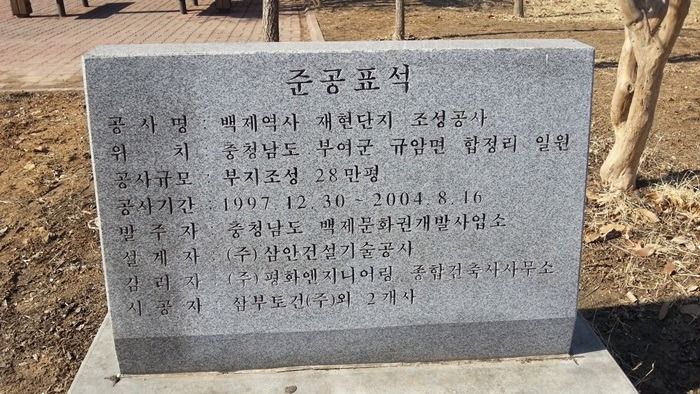 준공표석
공 사 명 : 백제역사 재현단지 조성공사
위 치 : 충청남도 부여군 규암면 합정리 일원
공사규모 : 부지조성 28만평
공사기간 : 1997. 12. 30 ~ 2004. 8. 16
발 주 자 : 충청남도 백제문화권개발사업소
설 계 자 : (주)삼안건설기술공사
감 리 자 : (주)평화엔지니어링, 종합건축사사무소
시 공 자 : 삼부토건(주)외 2개사